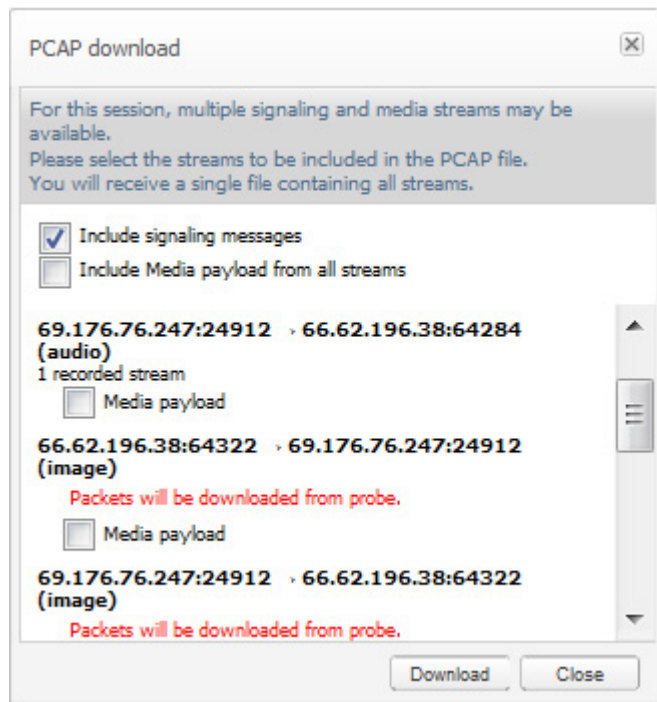 PCAP download
For this session, multiple signaling and media streams may be
available.
Please select the streams to be included in the PCAP file.
You will receive a single file containing all streams.
Include signaling messages
Include Media payload from all streams
69.176.76.247:24912 › 66.62.196.38:64284
(audio)
1 recorded stream
Media payload
66.62.196.38:64322 › 69.176.76.247:24912
(image)
Packets will be downloaded from probe.
Media payload
69.176.76.247:24912 › 66.62.196.38:64322
(image)
Packets will be downloaded from probe.
Download Close